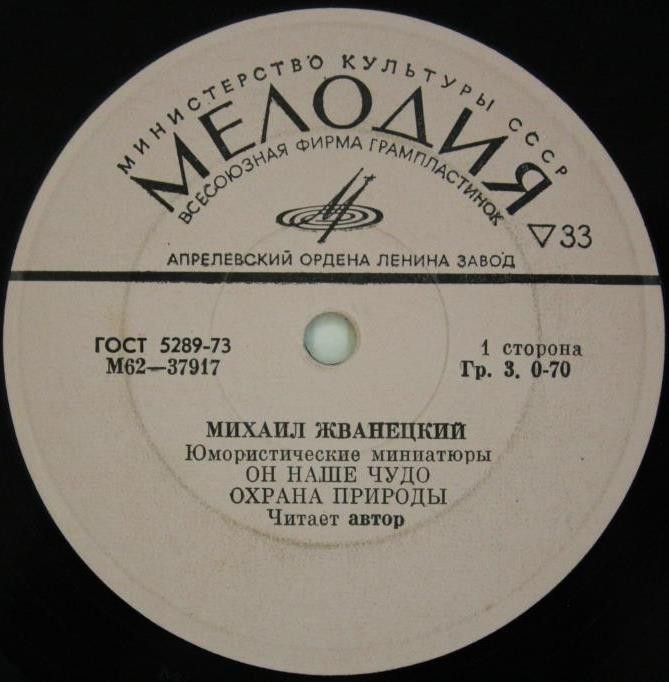 МИНИСТЕРСТВО КУЛЬТУРЫ СССР
МЕЛОДИЯ
ВСЕСОЮЗНАЯ ФИРМА ГРАМПЛАСТИНОК
▽33
АПРЕЛЕВСКИЙ ОРДЕНА ЛЕНИНА ЗАВОД
ГОСТ 5289-73
М62—37917
1 сторона
Гр. 3. 0-70
МИХАИЛ ЖВАНЕЦКИЙ
Юмористические миниатюры
ОН НАШЕ ЧУДО
ОХРАНА ПРИРОДЫ
Читает автор